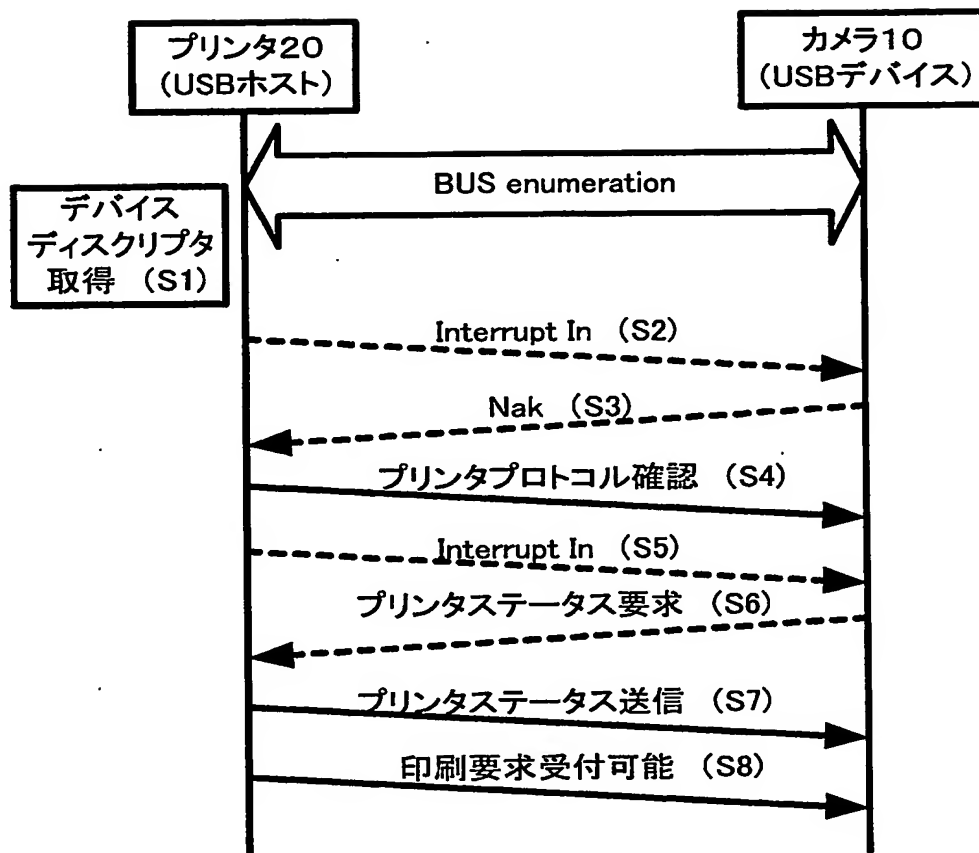 プリンタ20
(USBホスト)
カメラ10
(USBデバイス)
BUS enumeration
デバイス
ディスクリプタ
取得 (S1)
Interrupt In (S2)
Nak (S3)
プリンタプロトコル確認 (S4)
Interrupt In (S5)
プリンタステータス要求 (S6)
プリンタステータス送信 (S7)
印刷要求受付可能 (S8)